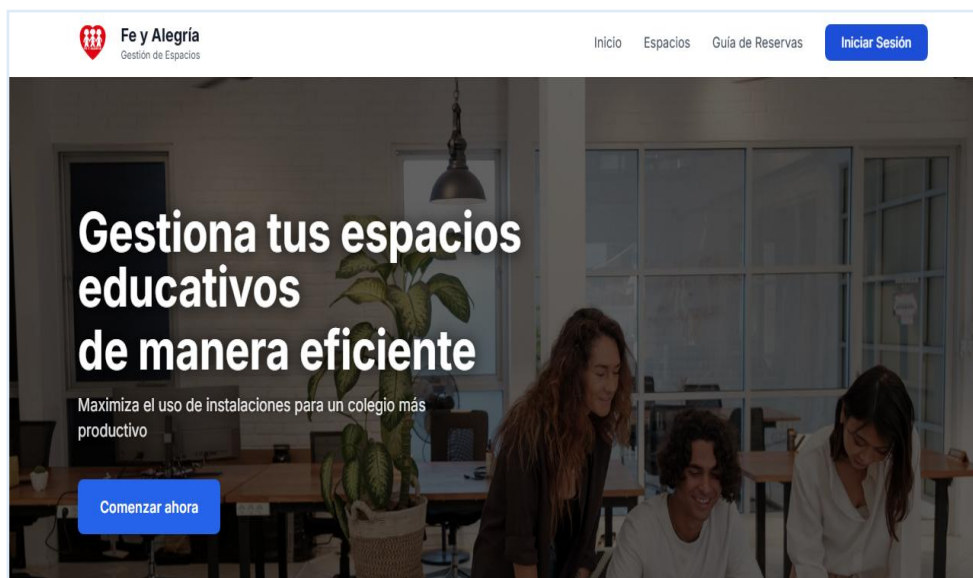 Fe y Alegría
Gestión de Espacios
Inicio
Espacios
Guía de Reservas
Iniciar Sesión
Gestiona tus espacios
educativos
de manera eficiente
Maximiza el uso de instalaciones para un colegio más
productivo
Comenzar ahora